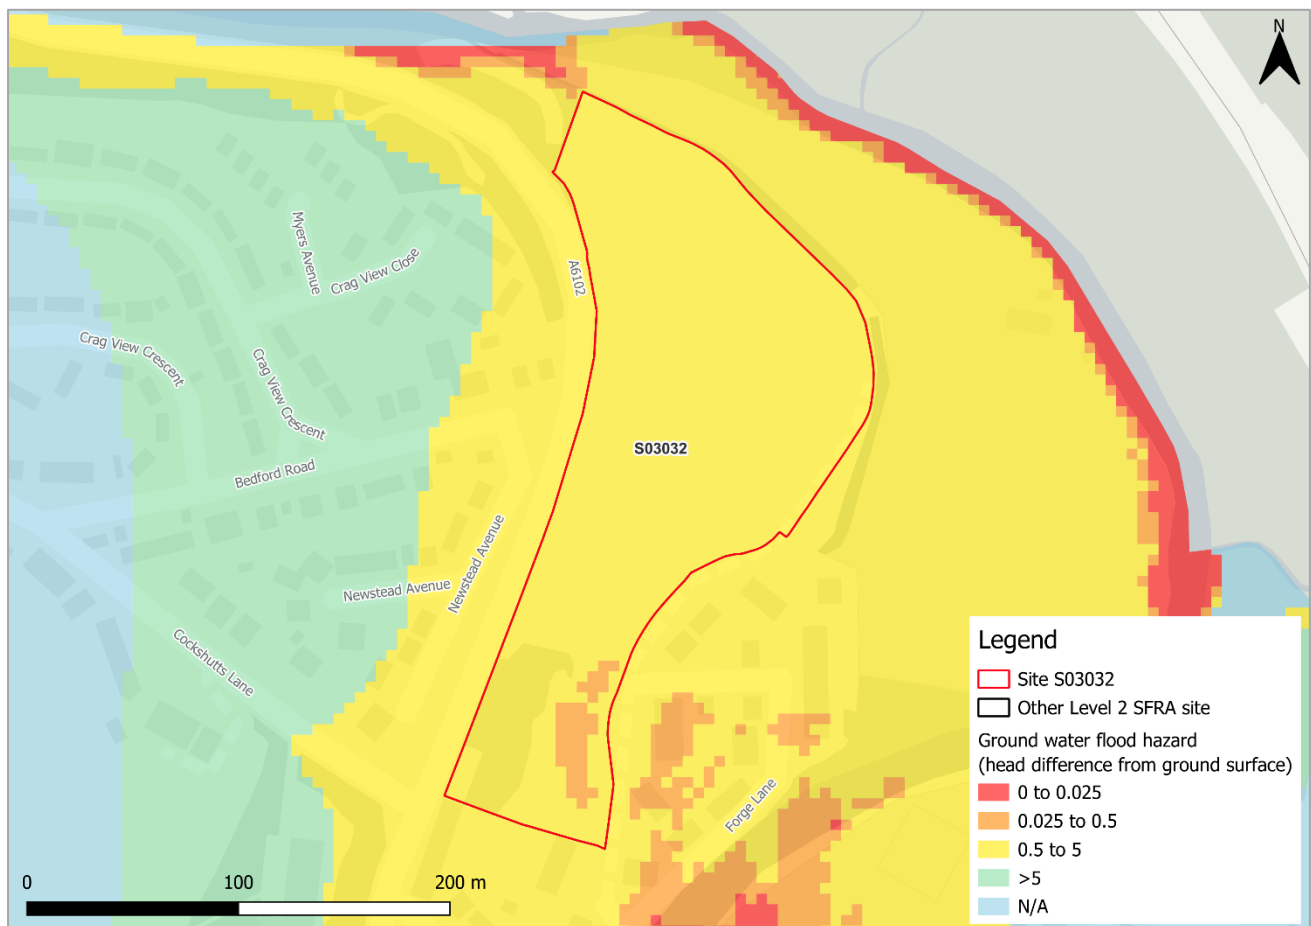 N
Myers Avenue
Crag View Close
A6102
Crag View Crescent
Crag View Crescent
S03032
Bedford Road
Newstead Avenue
Newstead Avenue
Cockshutts Lane
Forge Lane
Legend
Site S03032
Other Level 2 SFRA site
Ground water flood hazard
(head difference from ground surface)
0 to 0.025
0.025 to 0.5
0.5 to 5
>5
N/A
0 100 200 m